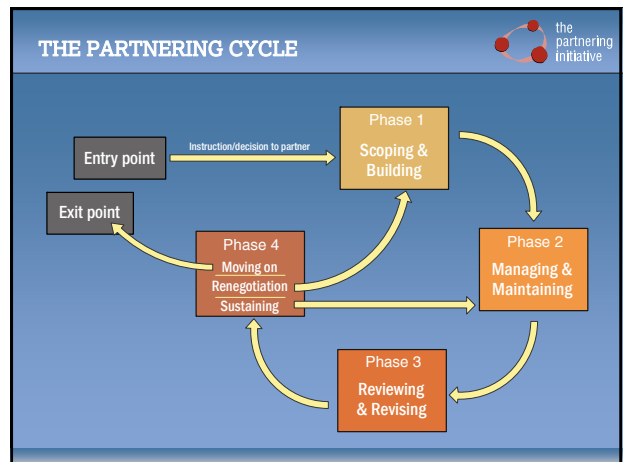 THE PARTNERING CYCLE
the
partnering
initiative
Phase 1
Scoping &
Building
Instruction/decision to partner
Entry point
Exit point
Phase 4
Moving on
Renegotiation
Sustaining
Phase 2
Managing &
Maintaining
Phase 3
Reviewing
& Revising